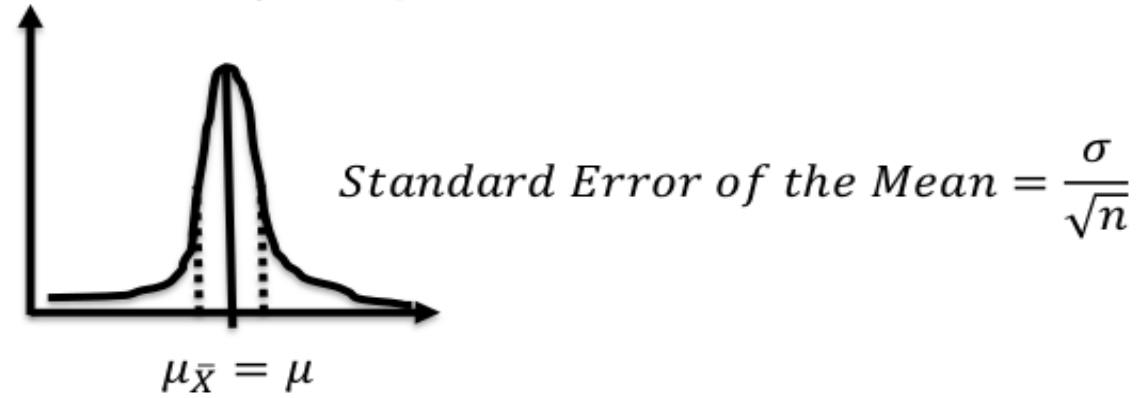 Standard Error of the Mean = σ/√n
μ_X̄ = μ